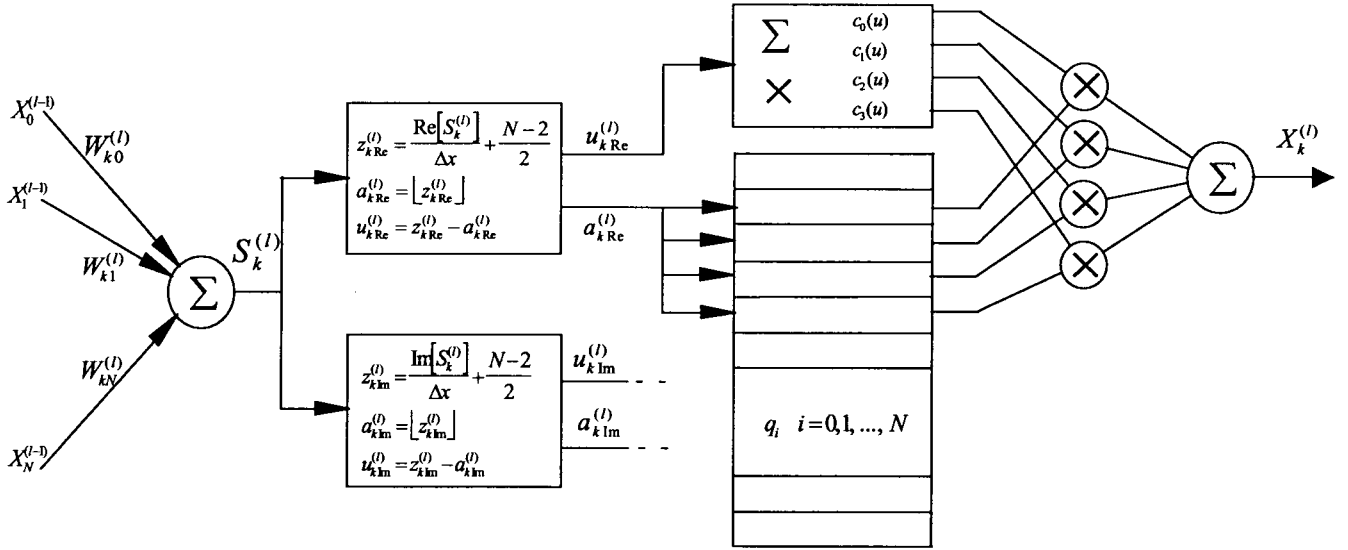 X_0^{(l-1)}
W_{k0}^{(l)}
X_1^{(l-1)}
W_{k1}^{(l)}
W_{kN}^{(l)}
X_N^{(l-1)}
Σ
S_k^{(l)}
z_{kRe}^{(l)} = Re[S_k^{(l)}] / Δx + (N-2) / 2
a_{kRe}^{(l)} = ⌊z_{kRe}^{(l)}⌋
u_{kRe}^{(l)} = z_{kRe}^{(l)} - a_{kRe}^{(l)}
u_{kRe}^{(l)}
a_{kRe}^{(l)}
z_{kIm}^{(l)} = Im[S_k^{(l)}] / Δx + (N-2) / 2
a_{kIm}^{(l)} = ⌊z_{kIm}^{(l)}⌋
u_{kIm}^{(l)} = z_{kIm}^{(l)} - a_{kIm}^{(l)}
u_{kIm}^{(l)}
a_{kIm}^{(l)}
Σ
×
c_0(u)
c_1(u)
c_2(u)
c_3(u)
q_i i=0,1, ..., N
×
×
×
×
Σ
X_k^{(l)}